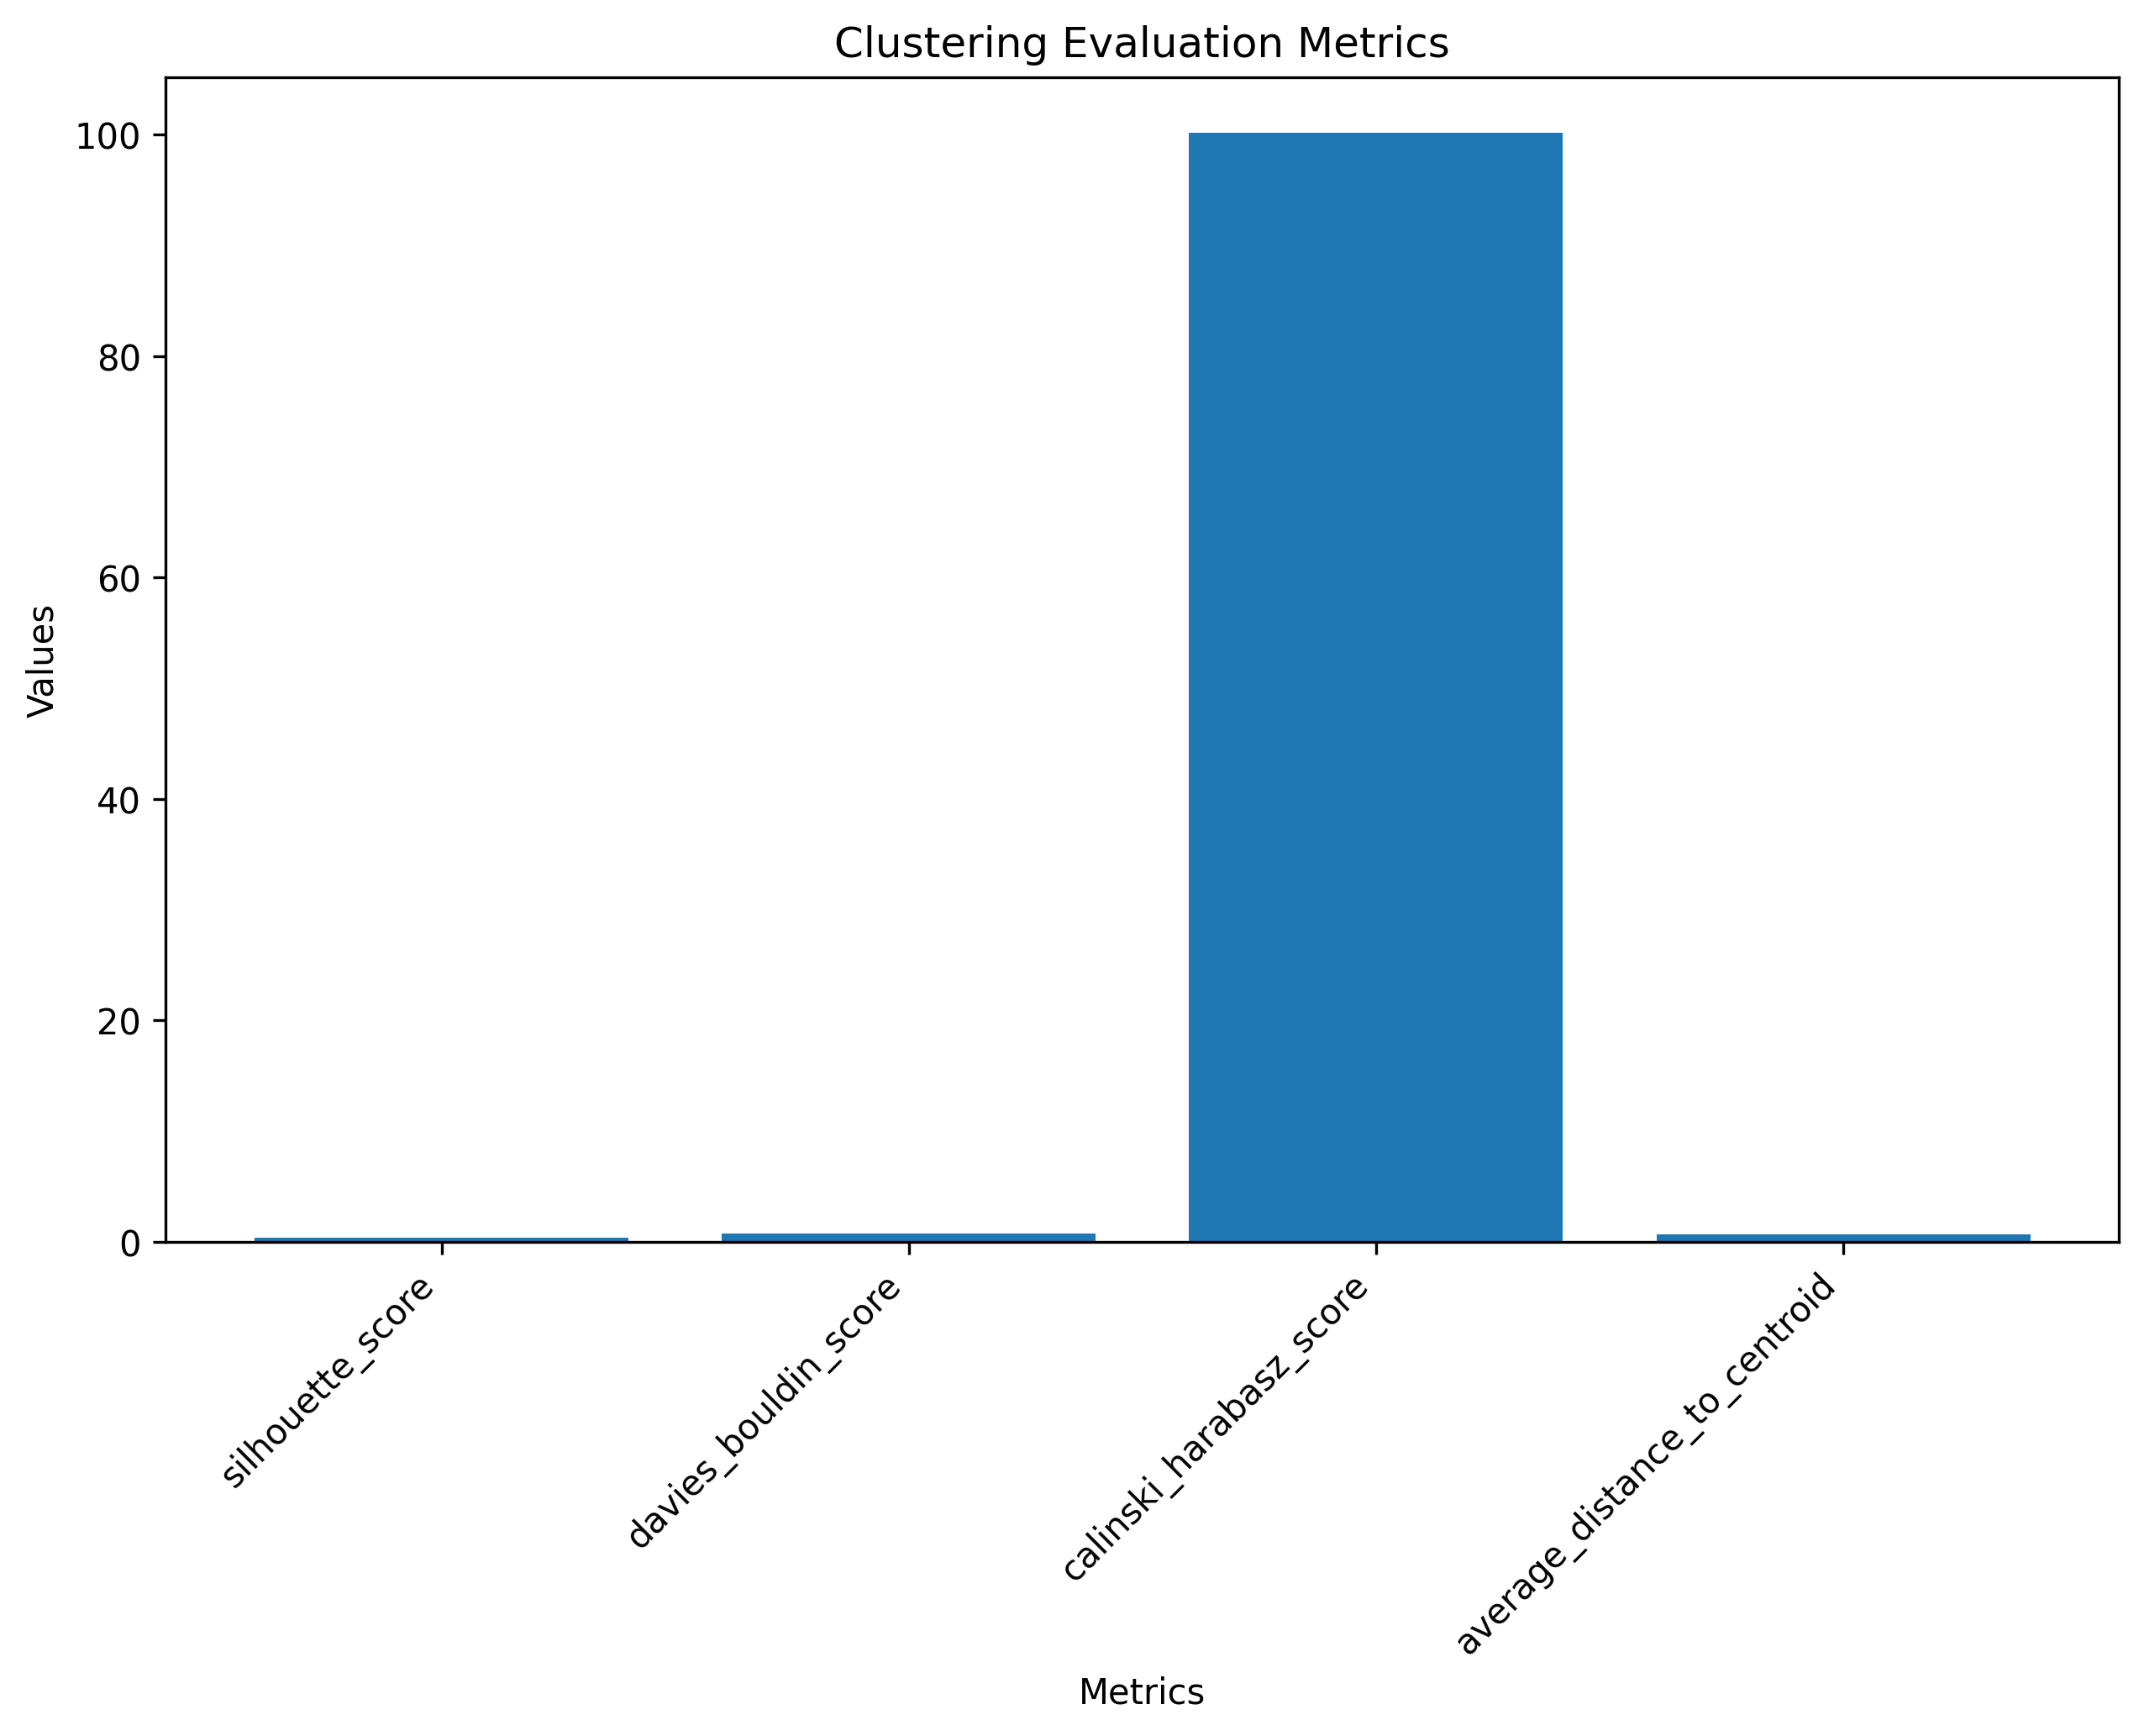 Clustering Evaluation Metrics
Values
100
80
60
40
20
0
silhouette_score
davies_bouldin_score
calinski_harabasz_score
average_distance_to_centroid
Metrics